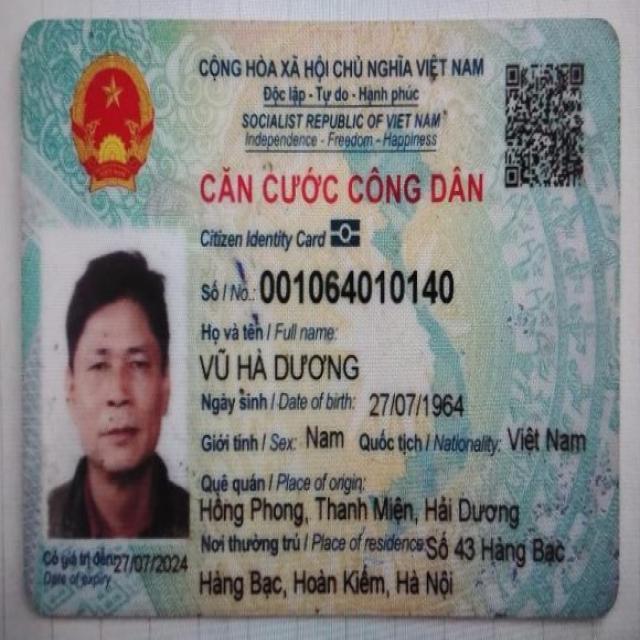 CỘNG HÒA XÃ HỘI CHỦ NGHĨA VIỆT NAM
Độc lập - Tự do - Hạnh phúc
SOCIALIST REPUBLIC OF VIET NAM
Independence - Freedom - Happiness
CĂN CƯỚC CÔNG DÂN
Citizen Identity Card
Số / No.: 001064010140
Họ và tên / Full name:
VŨ HÀ DƯƠNG
Ngày sinh / Date of birth: 27/07/1964
Giới tính / Sex: Nam Quốc tịch / Nationality: Việt Nam
Quê quán / Place of origin:
Hồng Phong, Thanh Miện, Hải Dương
Nơi thường trú / Place of residence: Số 43 Hàng Bạc
Hàng Bạc, Hoàn Kiếm, Hà Nội
Có giá trị đến: 27/07/2024
Date of expiry